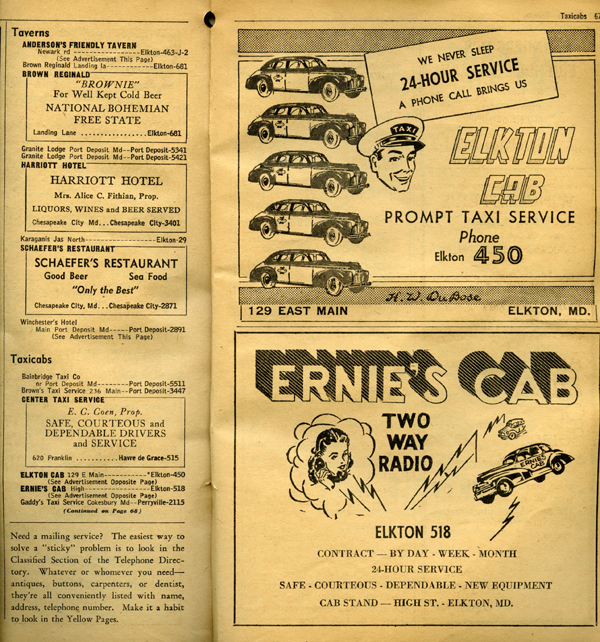 Taverns
ANDERSON'S FRIENDLY TAVERN
Newark rd ----------------Elkton-463-J-2
(See Advertisement This Page)
Brown Reginald Landing la------Elkton-681
BROWN REGINALD
"BROWNIE"
For Well Kept Cold Beer
NATIONAL BOHEMIAN
FREE STATE
Landing Lane ................Elkton-681
Granite Lodge Port Deposit Md--Port Deposit-5341
Granite Lodge Port Deposit Md--Port Deposit-5421
HARRIOTT HOTEL
HARRIOTT HOTEL
Mrs. Alice C. Fithian, Prop.
LIQUORS, WINES and BEER SERVED
Chesapeake City Md...Chesapeake City-3401
Karaganis Jas North------------Elkton-29
SCHAEFER'S RESTAURANT
SCHAEFER'S RESTAURANT
Good Beer Sea Food
"Only the Best"
Chesapeake City, Md...Chesapeake City-2871
Winchester's Hotel
Main Port Deposit Md-----Port Deposit-2891
(See Advertisement This Page)
Taxicabs
Bainbridge Taxi Co
nr Port Deposit Md--------Port Deposit-5511
Brown's Taxi Service 236 Main--Port Deposit-3447
CENTER TAXI SERVICE
E. C. Coen, Prop.
SAFE, COURTEOUS and
DEPENDABLE DRIVERS
and SERVICE
620 Franklin ...........Havre de Grace-515
ELKTON CAB 129 E Main----------*Elkton-450
(See Advertisement Opposite Page)
ERNIE'S CAB High---------------Elkton-518
(See Advertisement Opposite Page)
Gaddy's Taxi Service Cokesbury Md--Perryville-2115
(Continued on Page 68)
Need a mailing service? The easiest way to
solve a "sticky" problem is to look in the
Classified Section of the Telephone Direc-
tory. Whatever or whomever you need—
antiques, buttons, carpenters, or dentist,
they're all conveniently listed with name,
address, telephone number. Make it a habit
to look in the Yellow Pages.
Taxicabs 67
WE NEVER SLEEP
24-HOUR SERVICE
A PHONE CALL BRINGS US
TAXI
ELKTON
CAB
PROMPT TAXI SERVICE
Phone
Elkton 450
H. W. DuBose
129 EAST MAIN ELKTON, MD.
ERNIE'S CAB
TWO
WAY
RADIO
ERNIE'S
CAB
ELKTON 518
CONTRACT — BY DAY - WEEK - MONTH
24-HOUR SERVICE
SAFE - COURTEOUS - DEPENDABLE - NEW EQUIPMENT
CAB STAND — HIGH ST. - ELKTON, MD.